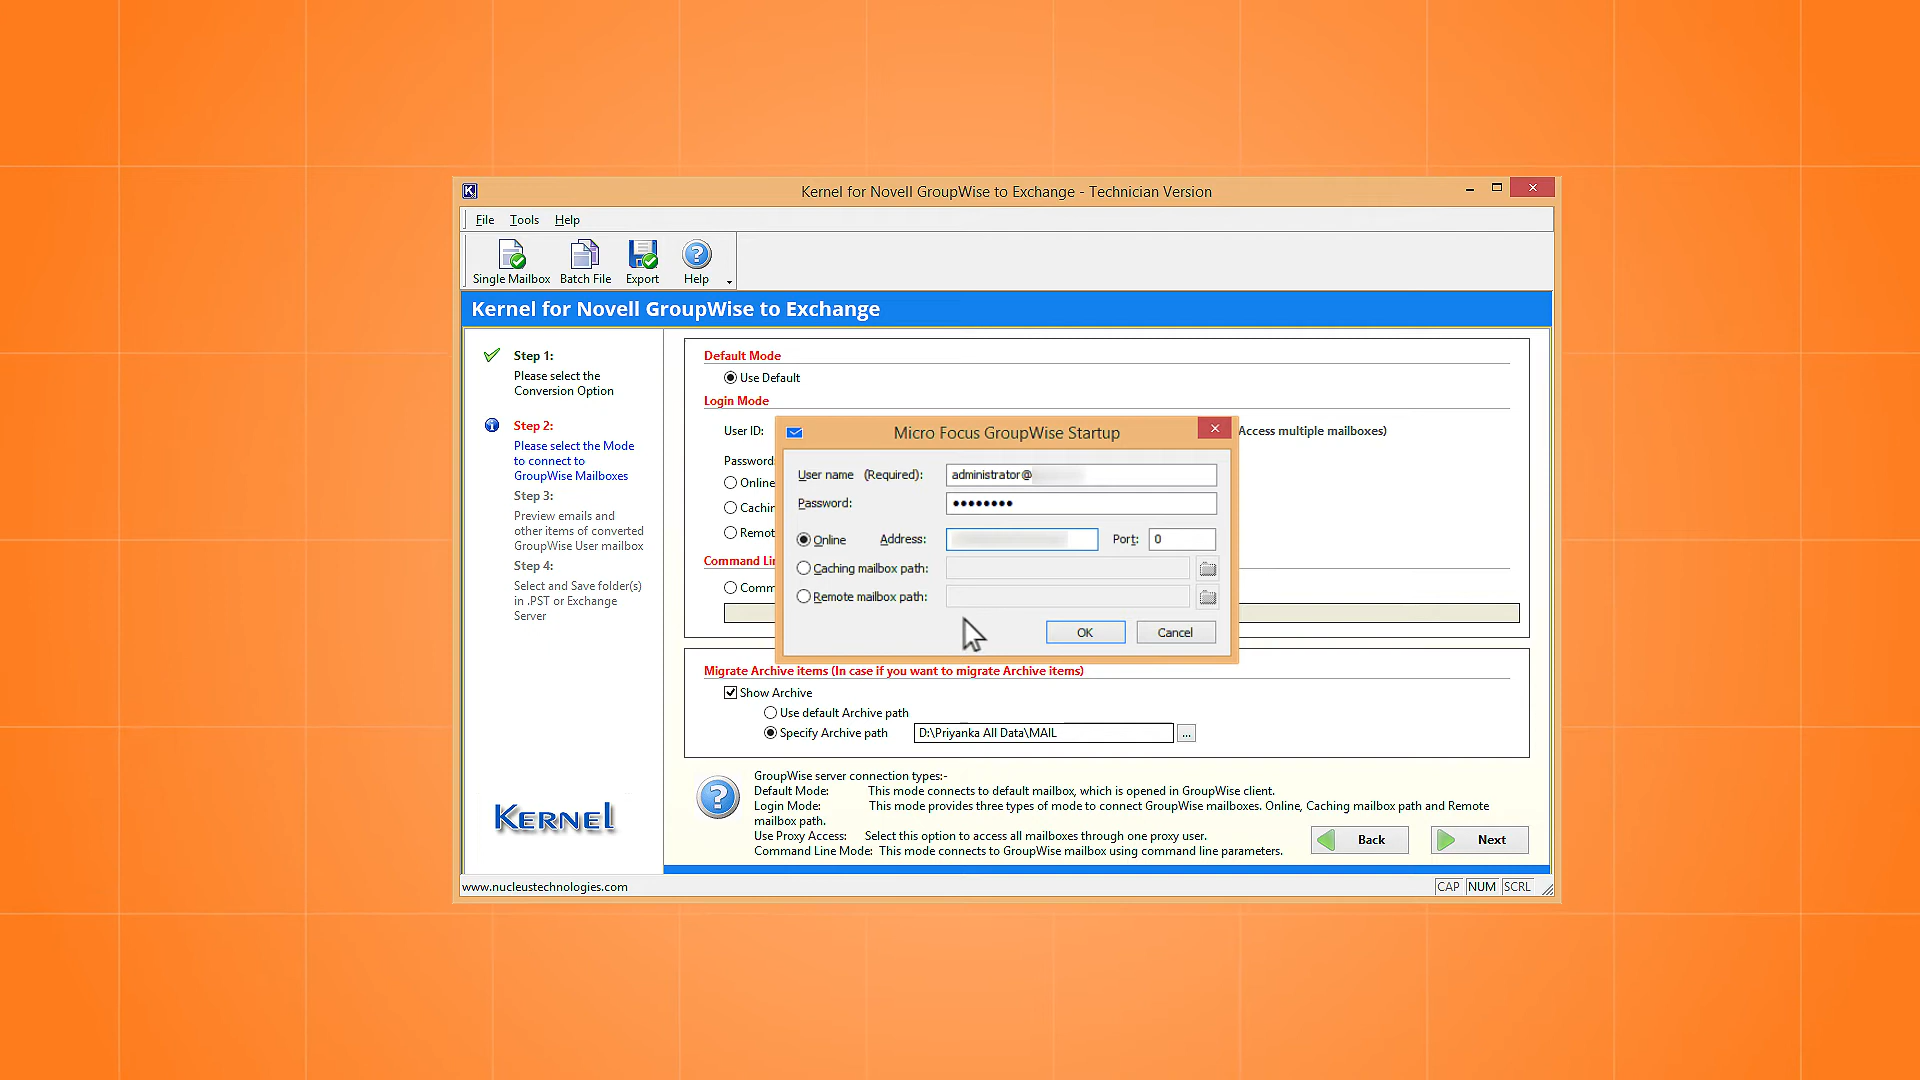 Kernel for Novell GroupWise to Exchange - Technician Version
File Tools Help
Single Mailbox Batch File Export Help
Kernel for Novell GroupWise to Exchange
Step 1:
Please select the
Conversion Option
Step 2:
Please select the Mode
to connect to
GroupWise Mailboxes
Step 3:
Preview emails and
other items of converted
GroupWise User mailbox
Step 4:
Select and Save folder(s)
in .PST or Exchange
Server
KERNEL
Default Mode
Use Default
Login Mode
User ID:
Access multiple mailboxes)
Password
Online
Cachin
Remot
Command Li
Comm
Micro Focus GroupWise Startup
User name (Required): administrator@
Password: ••••••••
Online Address: Port: 0
Caching mailbox path:
Remote mailbox path:
OK Cancel
Migrate Archive items (In case if you want to migrate Archive items)
Show Archive
Use default Archive path
Specify Archive path D:\Priyanka All Data\MAIL ...
GroupWise server connection types:-
Default Mode: This mode connects to default mailbox, which is opened in GroupWise client.
Login Mode: This mode provides three types of mode to connect GroupWise mailboxes. Online, Caching mailbox path and Remote
mailbox path.
Use Proxy Access: Select this option to access all mailboxes through one proxy user.
Command Line Mode: This mode connects to GroupWise mailbox using command line parameters.
Back Next
www.nucleustechnologies.com
CAP NUM SCRL